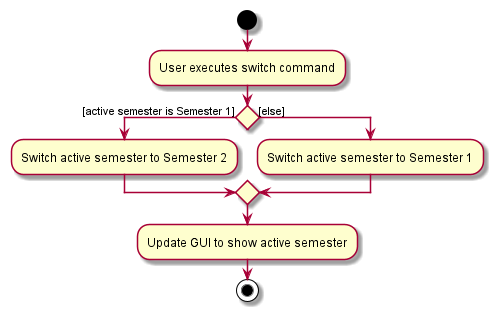 User executes switch command
[active semester is Semester 1]
[else]
Switch active semester to Semester 2
Switch active semester to Semester 1
Update GUI to show active semester